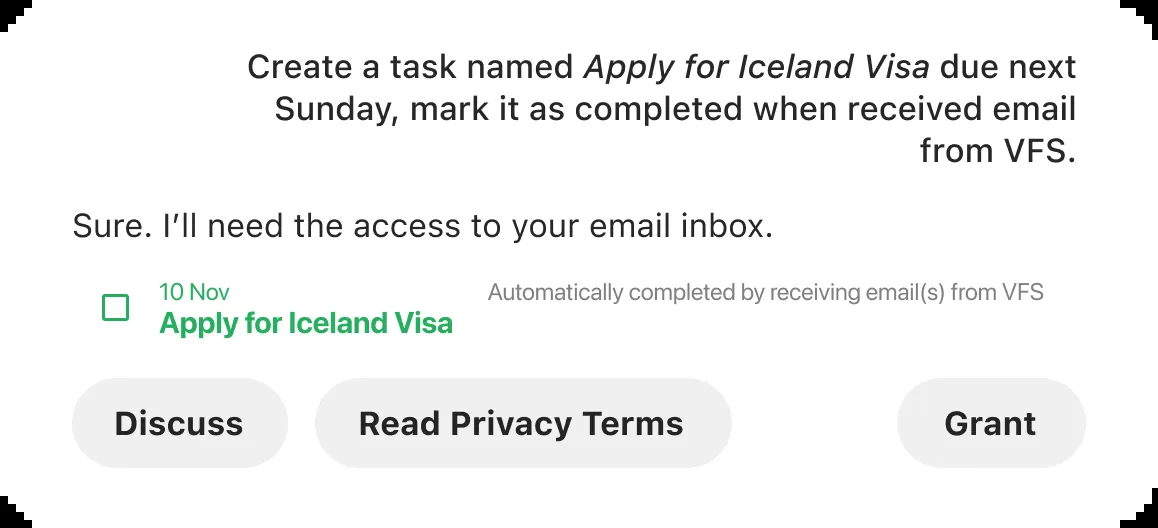 Create a task named Apply for Iceland Visa due next
Sunday, mark it as completed when received email
from VFS.
Sure. I’ll need the access to your email inbox.
10 Nov
Automatically completed by receiving email(s) from VFS
Apply for Iceland Visa
Discuss
Read Privacy Terms
Grant